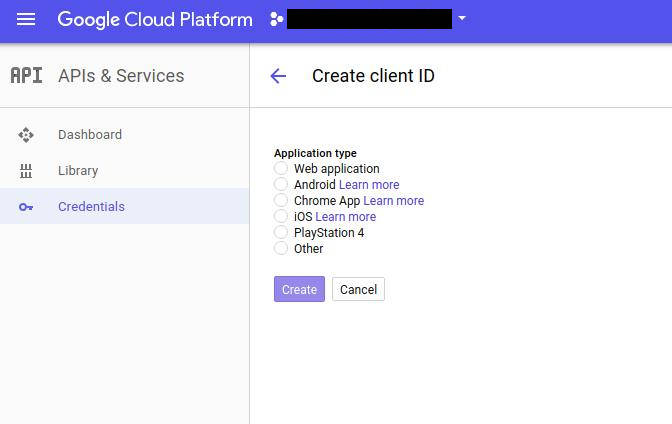 Google Cloud Platform
API APIs & Services
Create client ID
Dashboard
Library
Credentials
Application type
Web application
Android Learn more
Chrome App Learn more
iOS Learn more
PlayStation 4
Other
Create Cancel